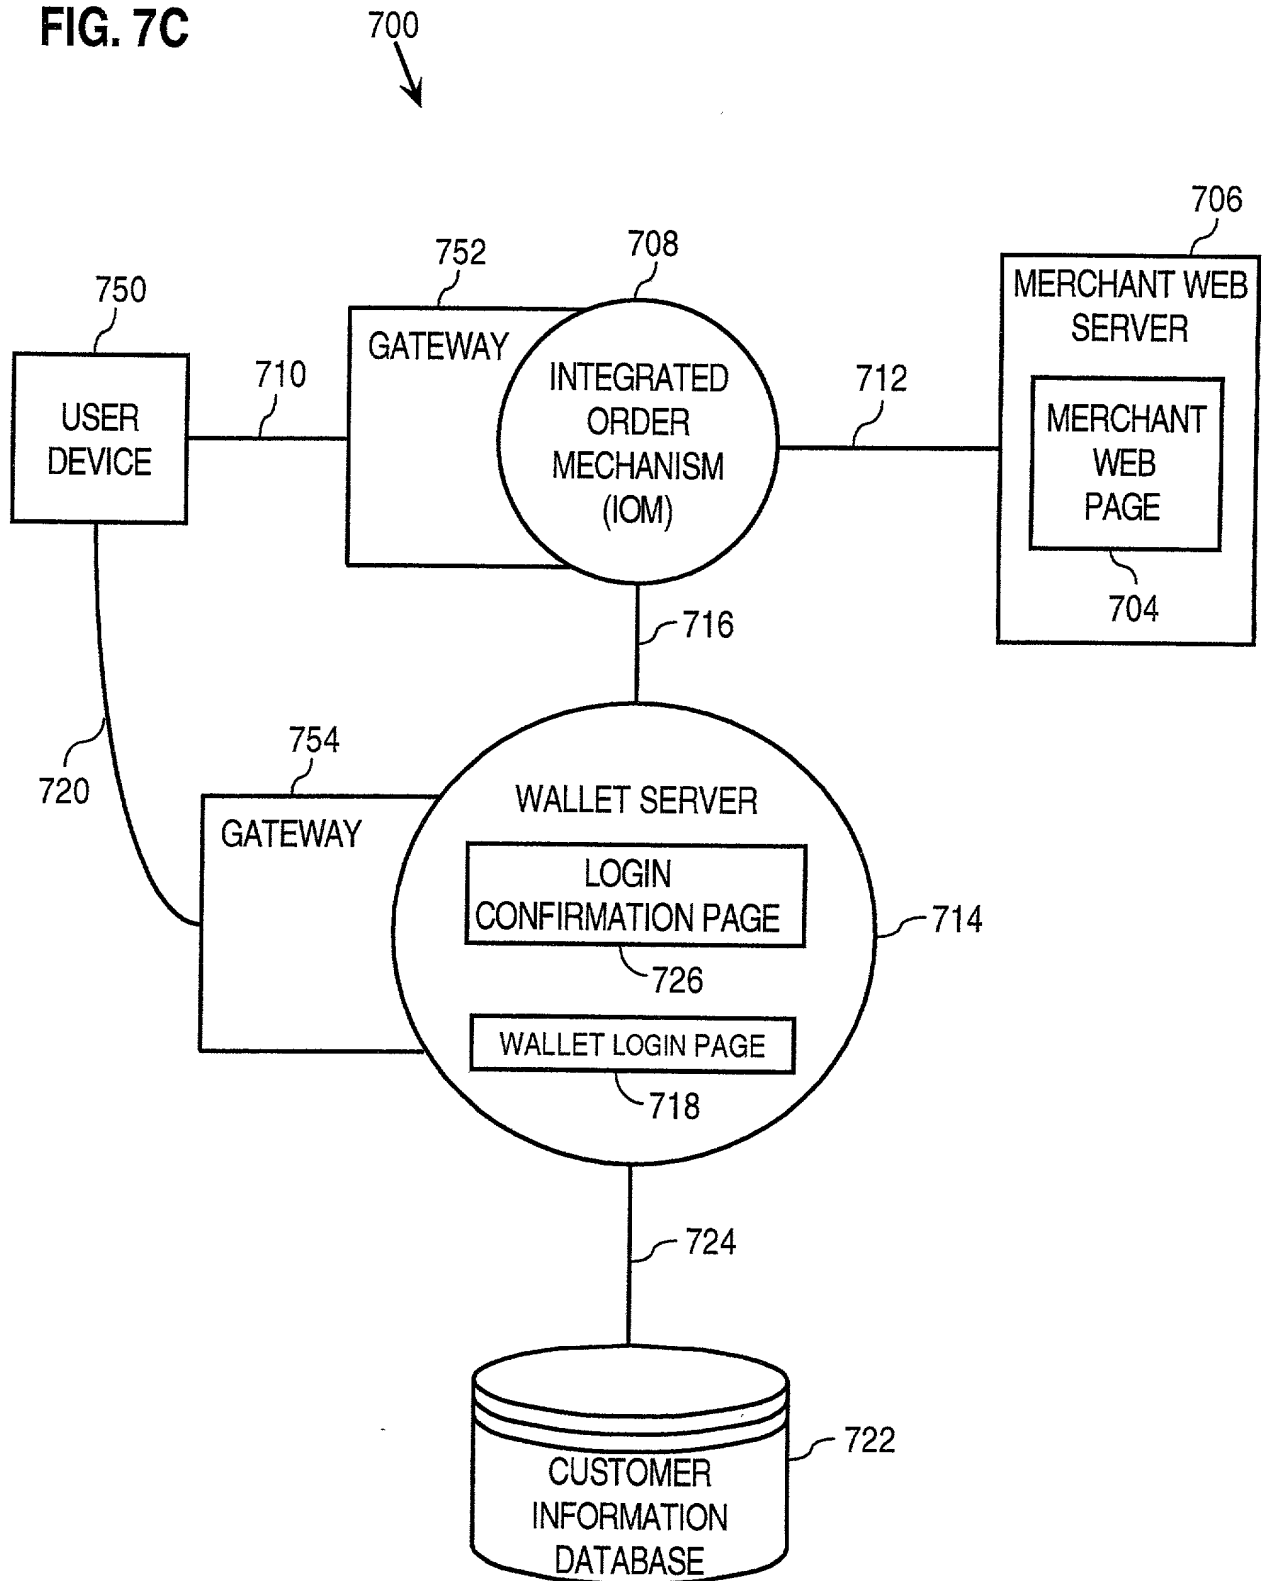 FIG. 7C
700
706
752
708
750
MERCHANT WEB
SERVER
GATEWAY
710
INTEGRATED
ORDER
MECHANISM
(IOM)
712
USER
DEVICE
MERCHANT
WEB
PAGE
704
716
754
720
WALLET SERVER
GATEWAY
LOGIN
CONFIRMATION PAGE
714
726
WALLET LOGIN PAGE
718
724
722
CUSTOMER
INFORMATION
DATABASE